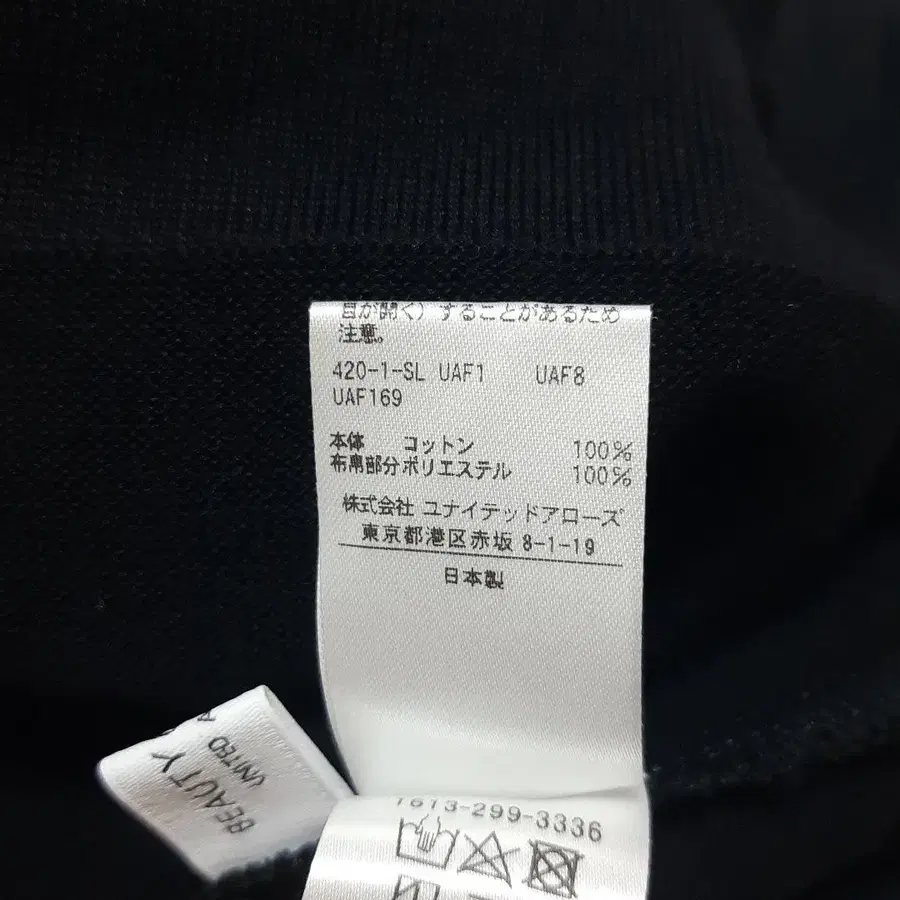 目が開く）することがあるため
注意。
420-1-SL UAF1 UAF8
UAF169
本体 コットン 100%
布帛部分ポリエステル 100%
株式会社 ユナイテッドアローズ
東京都港区赤坂 8-1-19
日本製
BEAUTY
UNITED
1613-299-3336